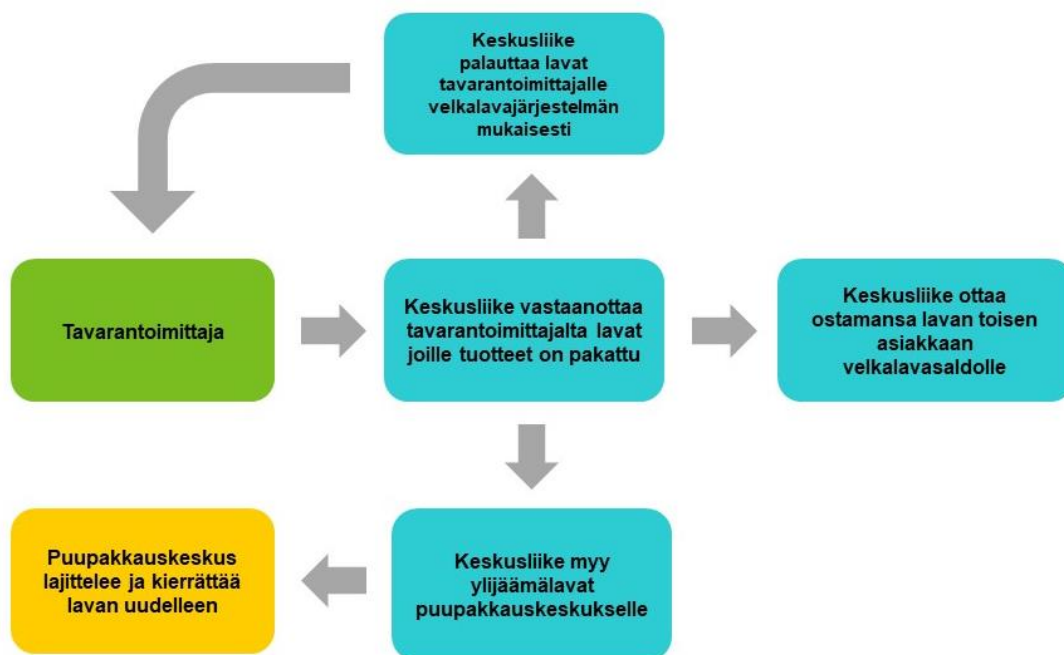 Keskusliike
palauttaa lavat
tavarantoimittajalle
velkalavajärjestelmän
mukaisesti
Tavarantoimittaja
Keskusliike vastaanottaa
tavarantoimittajalta lavat
joille tuotteet on pakattu
Keskusliike ottaa
ostamansa lavan toisen
asiakkaan
velkalavasaldolle
Puupakkauskeskus
lajittelee ja kierrättää
lavan uudelleen
Keskusliike myy
ylijäämälavat
puupakkauskeskukselle